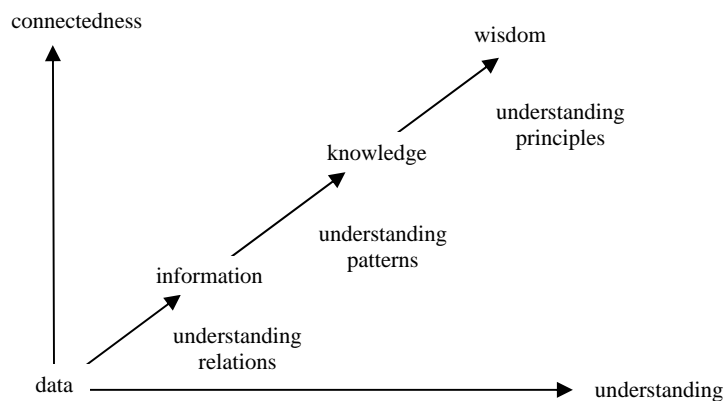 connectedness
wisdom
understanding
principles
knowledge
understanding
patterns
information
understanding
relations
data
understanding